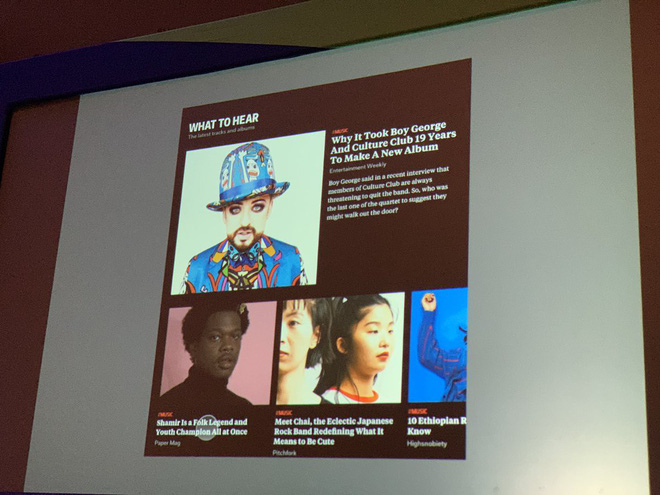 WHAT TO HEAR
The latest tracks and albums
#MUSIC
Why It Took Boy George
And Culture Club 19 Years
To Make A New Album
Entertainment Weekly
Boy George said in a recent interview that
members of Culture Club are always
threatening to quit the band. So, who was
the last one of the quartet to suggest they
might walk out the door?
#MUSIC
Shamir Is a Folk Legend and
Youth Champion All at Once
Paper Mag
#MUSIC
Meet Chai, the Eclectic Japanese
Rock Band Redefining What It
Means to Be Cute
Pitchfork
#MUSIC
10 Ethiopian R
Know
Highsnobiety